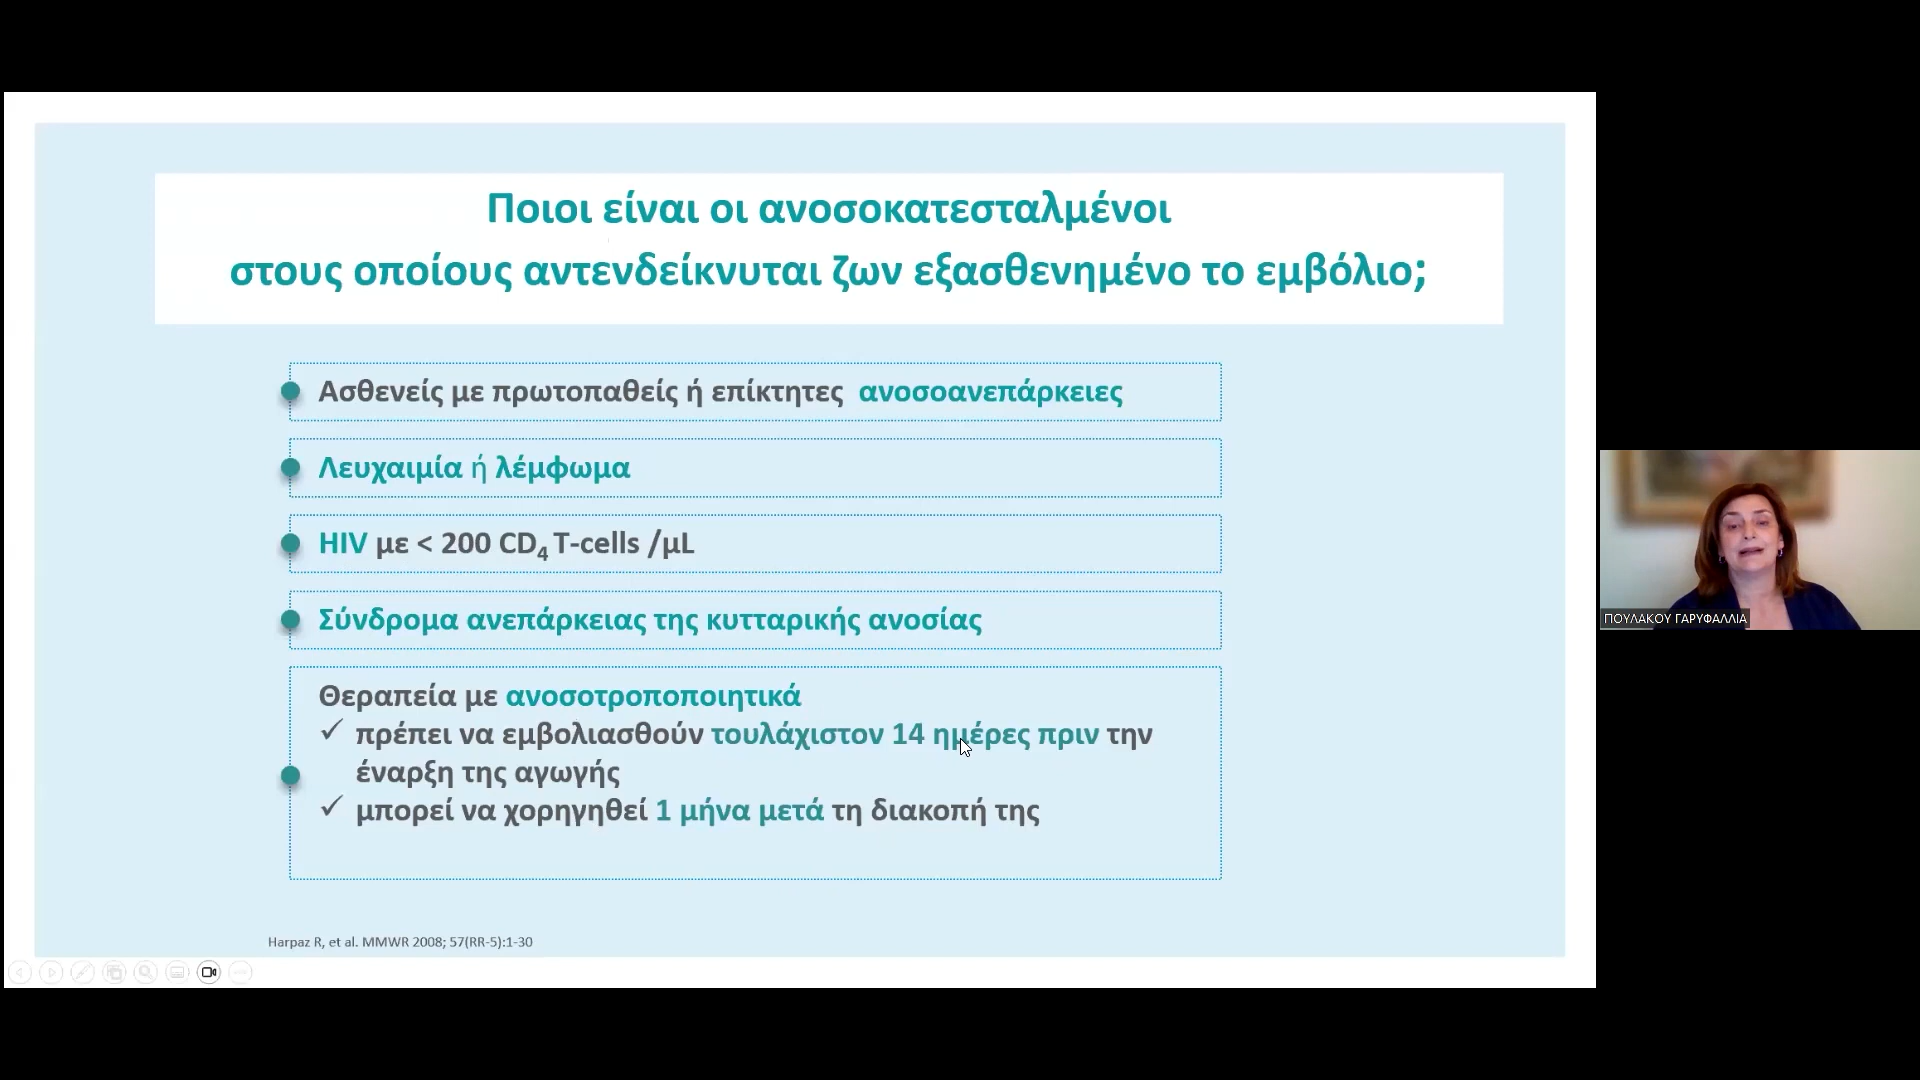 Ποιοι είναι οι ανοσοκατεσταλμένοι
στους οποίους αντενδείκνυται ζων εξασθενημένο το εμβόλιο;
Ασθενείς με πρωτοπαθείς ή επίκτητες ανοσοανεπάρκειες
Λευχαιμία ή λέμφωμα
HIV με < 200 CD4 T-cells /μL
Σύνδρομα ανεπάρκειας της κυτταρικής ανοσίας
Θεραπεία με ανοσοτροποποιητικά
✓ πρέπει να εμβολιασθούν τουλάχιστον 14 ημέρες πριν την
έναρξη της αγωγής
✓ μπορεί να χορηγηθεί 1 μήνα μετά τη διακοπή της
Harpaz R, et al. MMWR 2008; 57(RR-5):1-30
ΠΟΥΛΑΚΟΥ ΓΑΡΥΦΑΛΛΙΑ